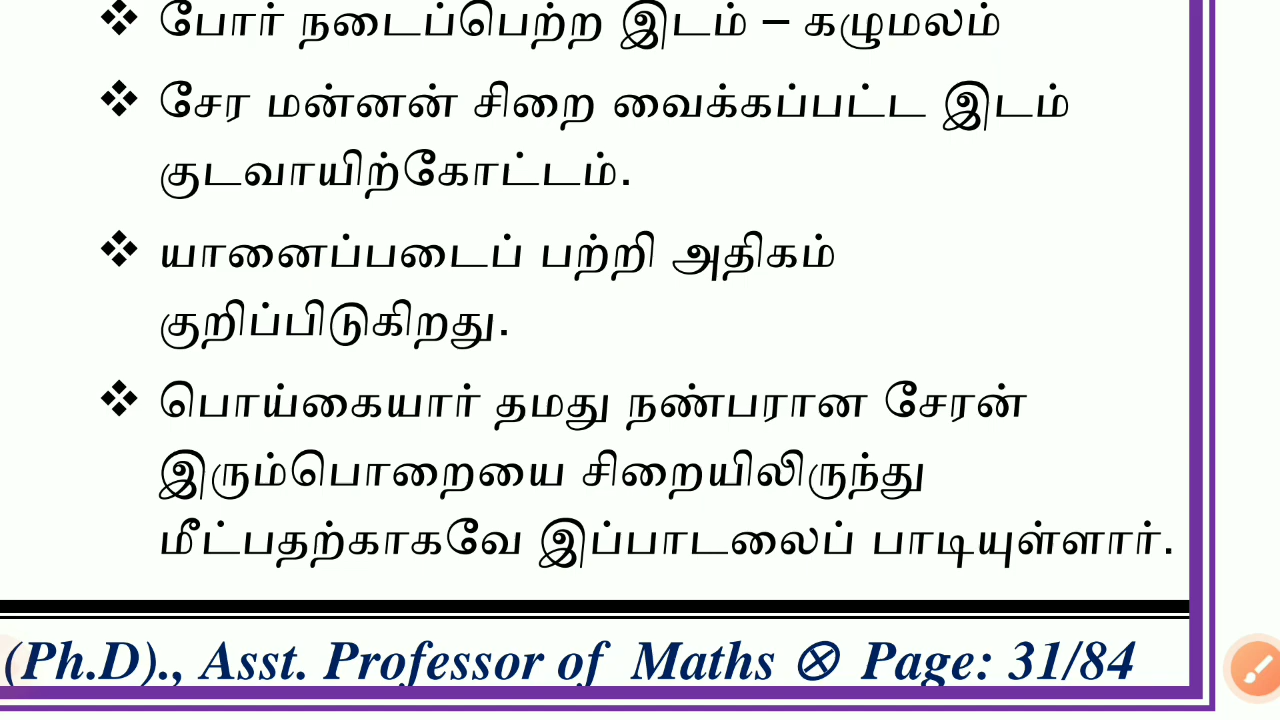 ❖ போர் நடைப்பெற்ற இடம் – கழுமலம்
❖ சேர மன்னன் சிறை வைக்கப்பட்ட இடம்
குடவாயிற்கோட்டம்.
❖ யானைப்படைப் பற்றி அதிகம்
குறிப்பிடுகிறது.
❖ பொய்கையார் தமது நண்பரான சேரன்
இரும்பொறையை சிறையிலிருந்து
மீட்பதற்காகவே இப்பாடலைப் பாடியுள்ளார்.
(Ph.D)., Asst. Professor of Maths ⊗ Page: 31/84